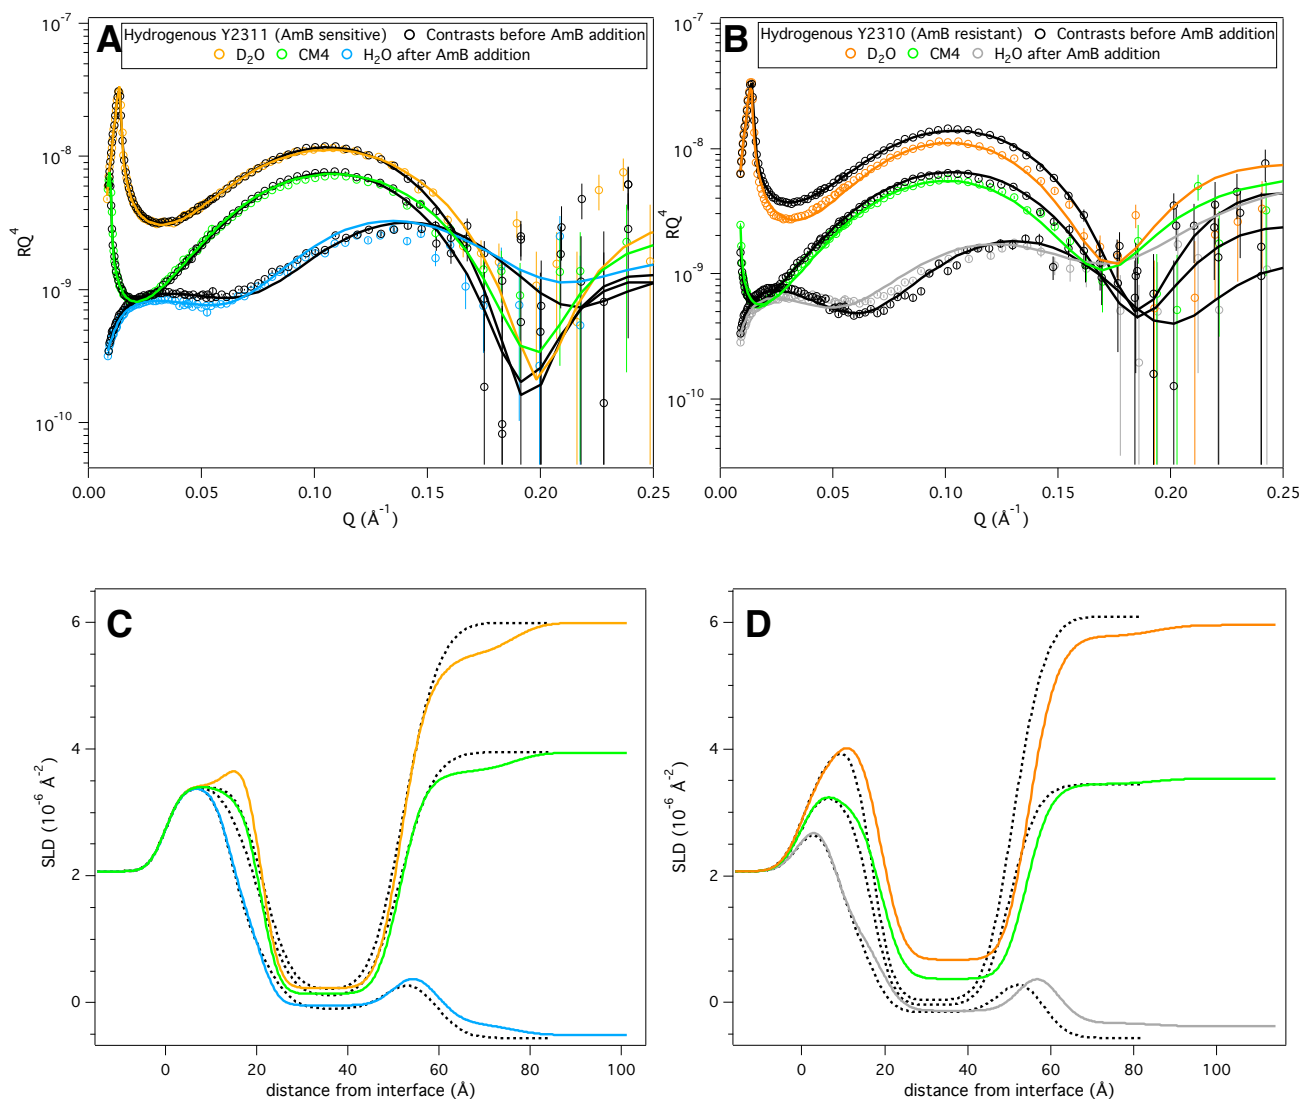 A
Hydrogenous Y2311 (AmB sensitive) Contrasts before AmB addition
D2O CM4 H2O after AmB addition
10^-7
10^-8
10^-9
10^-10
RQ^4
0.00 0.05 0.10 0.15 0.20 0.25
Q (Å^-1)
B
Hydrogenous Y2310 (AmB resistant) Contrasts before AmB addition
D2O CM4 H2O after AmB addition
10^-7
10^-8
10^-9
10^-10
RQ^4
0.00 0.05 0.10 0.15 0.20 0.25
Q (Å^-1)
C
6
4
2
0
SLD (10^-6 Å^-2)
0 20 40 60 80 100
distance from interface (Å)
D
6
4
2
0
SLD (10^-6 Å^-2)
0 20 40 60 80 100
distance from interface (Å)